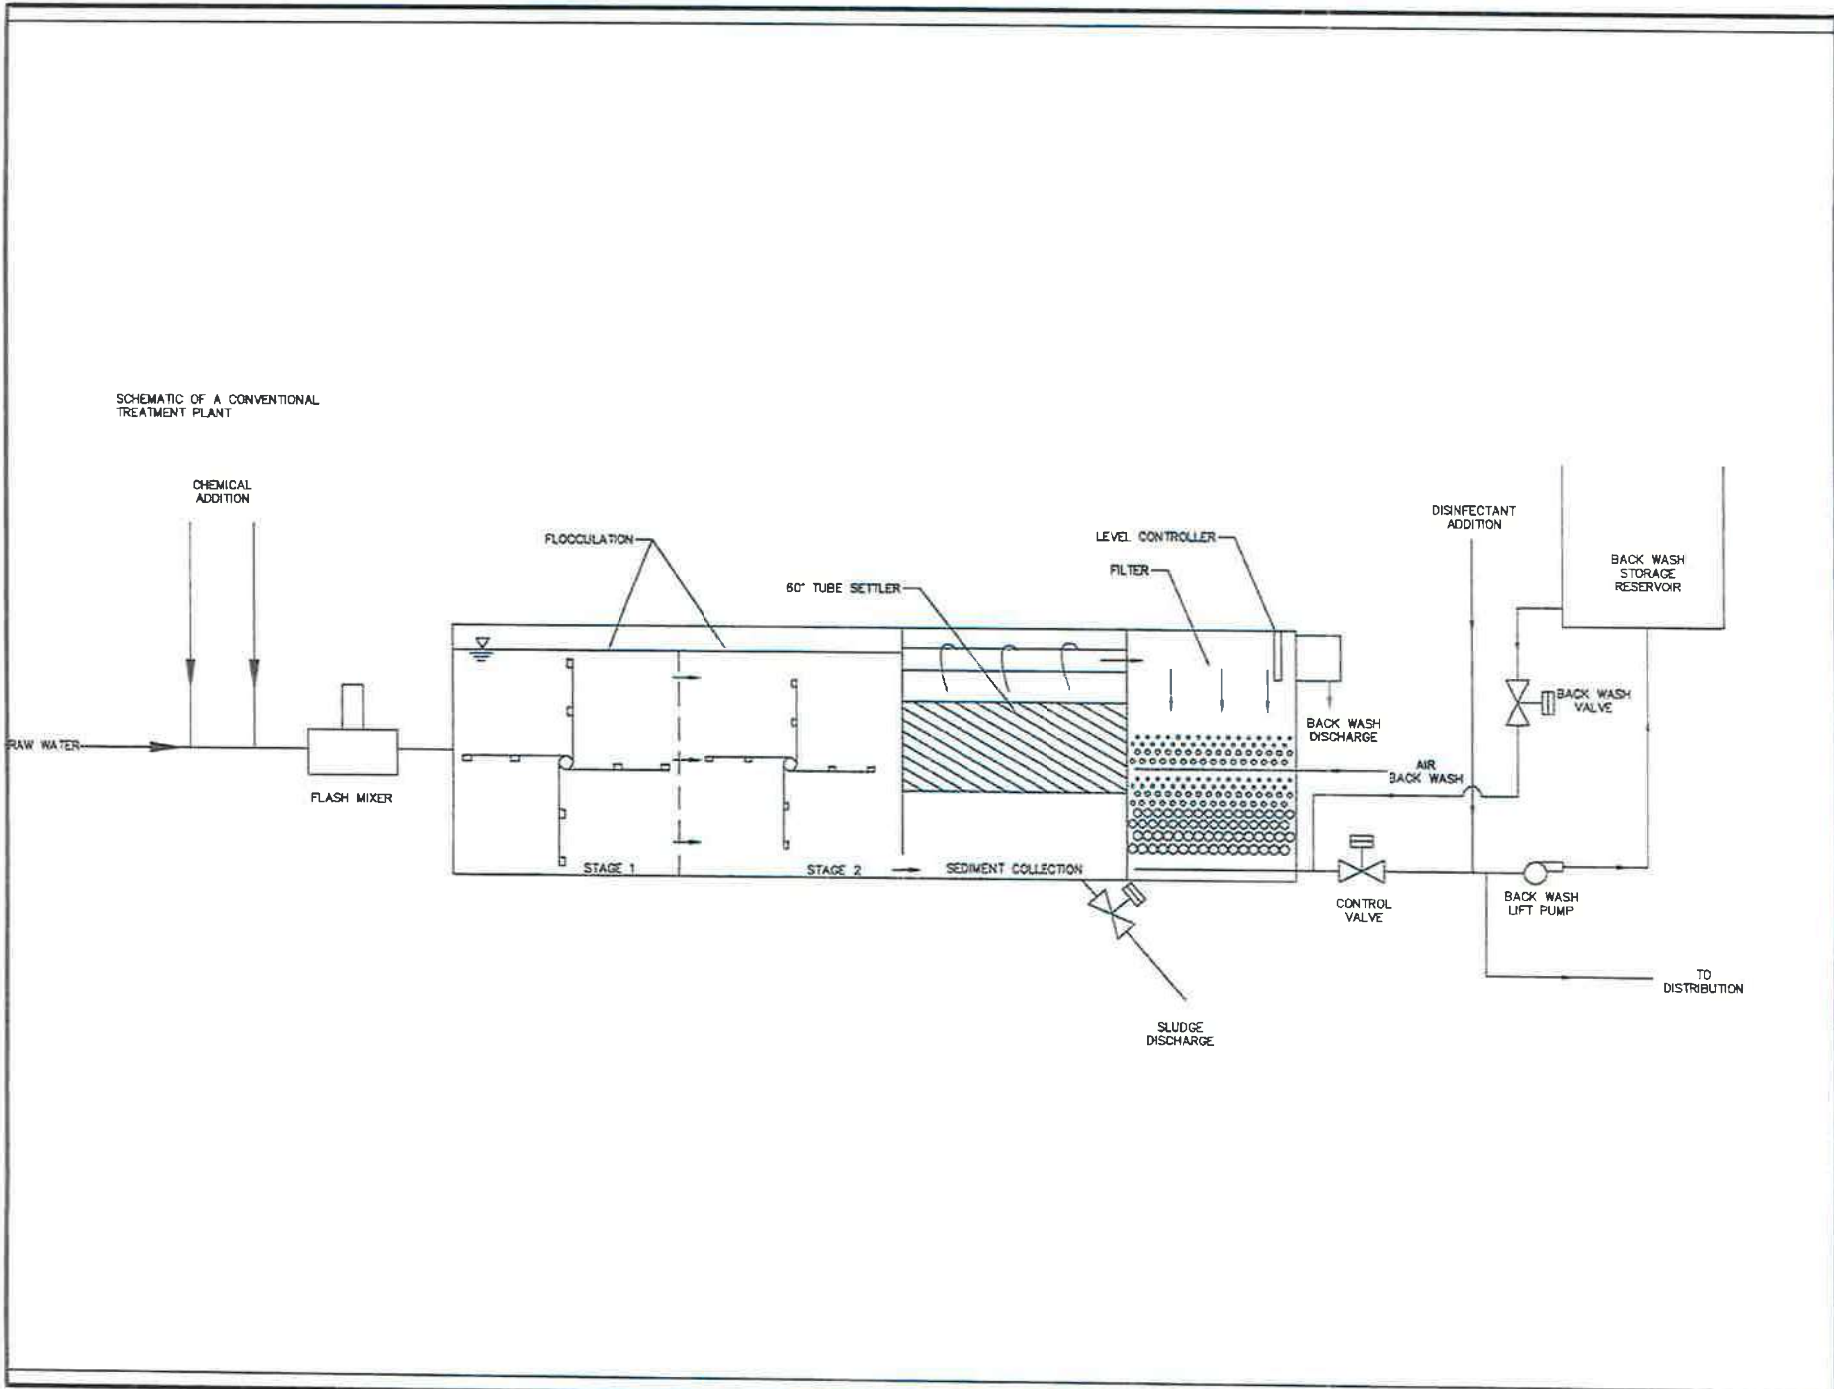 SCHEMATIC OF A CONVENTIONAL
TREATMENT PLANT
CHEMICAL
ADDITION
RAW WATER
FLASH MIXER
FLOCCULATION
60° TUBE SETTLER
LEVEL CONTROLLER
FILTER
STAGE 1
STAGE 2
SEDIMENT COLLECTION
SLUDGE
DISCHARGE
BACK WASH
DISCHARGE
AIR
BACK WASH
CONTROL
VALVE
DISINFECTANT
ADDITION
BACK WASH
STORAGE
RESERVOIR
BACK WASH
VALVE
BACK WASH
LIFT PUMP
TO
DISTRIBUTION